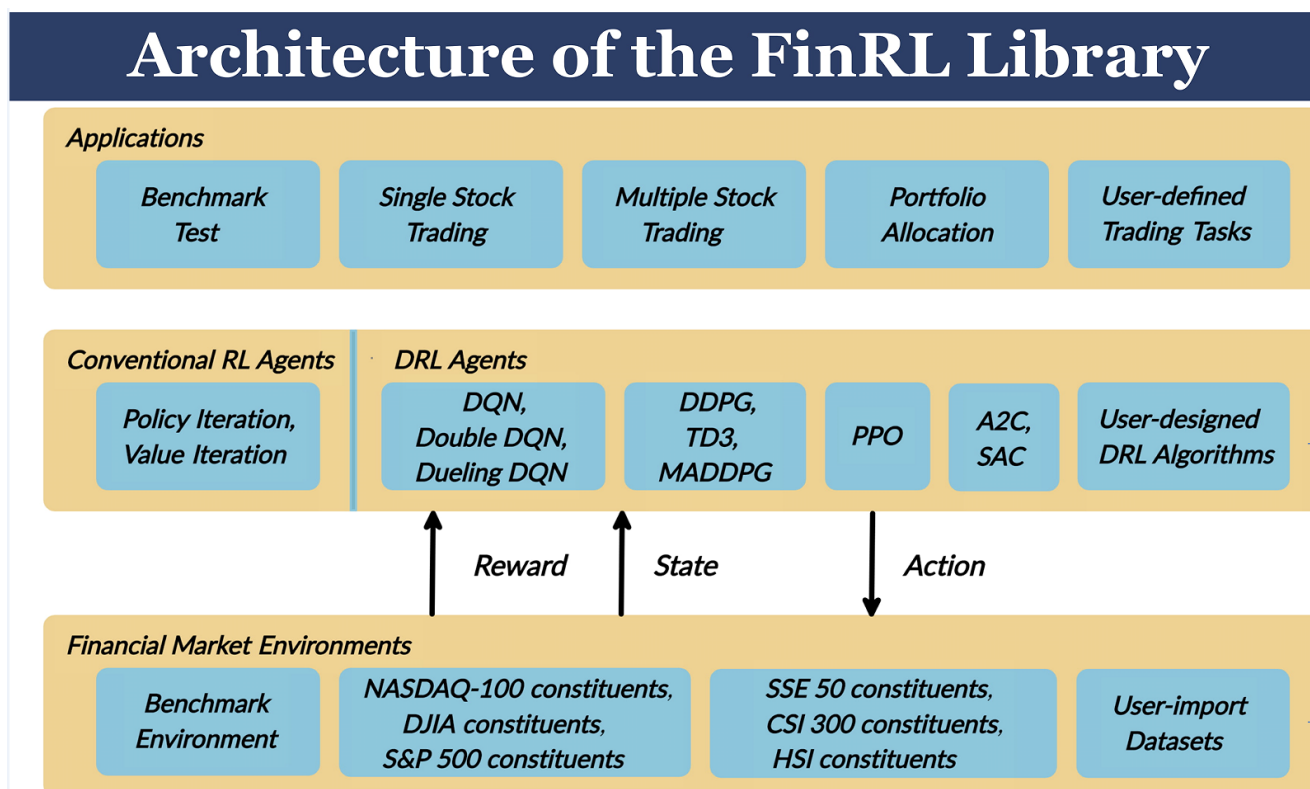 Architecture of the FinRL Library
Applications
Benchmark
Test
Single Stock
Trading
Multiple Stock
Trading
Portfolio
Allocation
User-defined
Trading Tasks
Conventional RL Agents
DRL Agents
Policy Iteration,
Value Iteration
DQN,
Double DQN,
Dueling DQN
DDPG,
TD3,
MADDPG
PPO
A2C,
SAC
User-designed
DRL Algorithms
Reward
State
Action
Financial Market Environments
Benchmark
Environment
NASDAQ-100 constituents,
DJIA constituents,
S&P 500 constituents
SSE 50 constituents,
CSI 300 constituents,
HSI constituents
User-import
Datasets